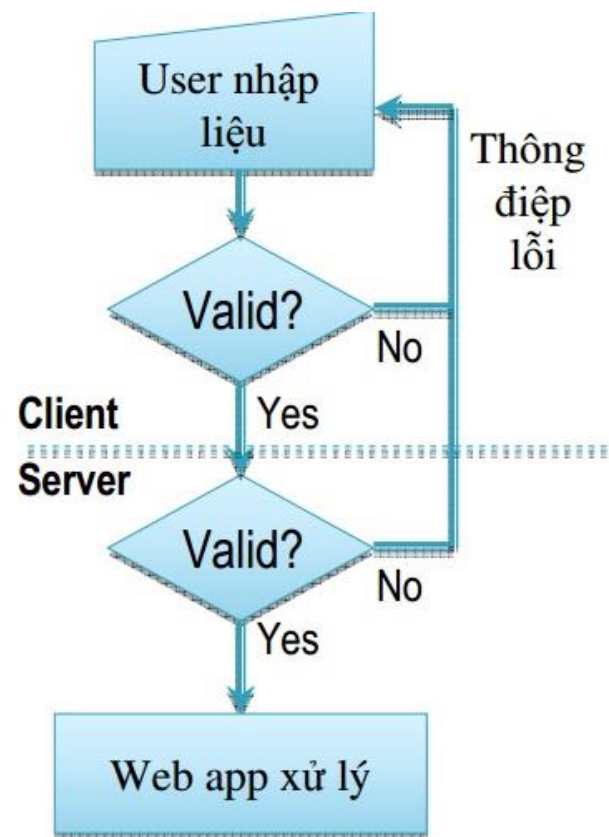 User nhập
liệu
Thông
điệp
lỗi
Valid?
No
Client
Yes
Server
Valid?
No
Yes
Web app xử lý